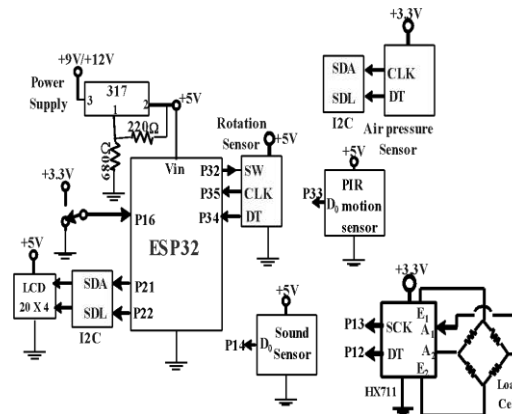 +9V/+12V
Power
Supply
317
3
2
1
+5V
220Ω
680Ω
+3.3V
SDA
CLK
SDL
DT
I2C
Air pressure
Sensor
Rotation
Sensor
+5V
Vin
P32
SW
P35
CLK
P34
DT
+5V
P33
D0
PIR
motion
sensor
+3.3V
P16
ESP32
+5V
LCD
20 X 4
SDA
SDL
P21
P22
I2C
+5V
P14
D0
Sound
Sensor
+3.3V
P13
SCK
P12
DT
E1
A1
A2
E2
HX711
Loa
Ce